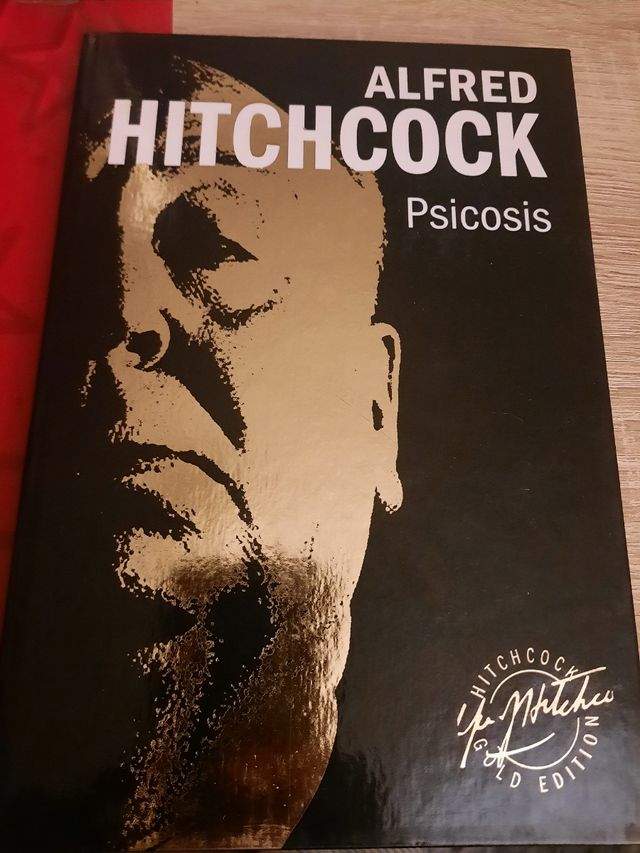 ALFRED
HITCHCOCK
Psicosis
HITCHCOCK
GOLD EDITION